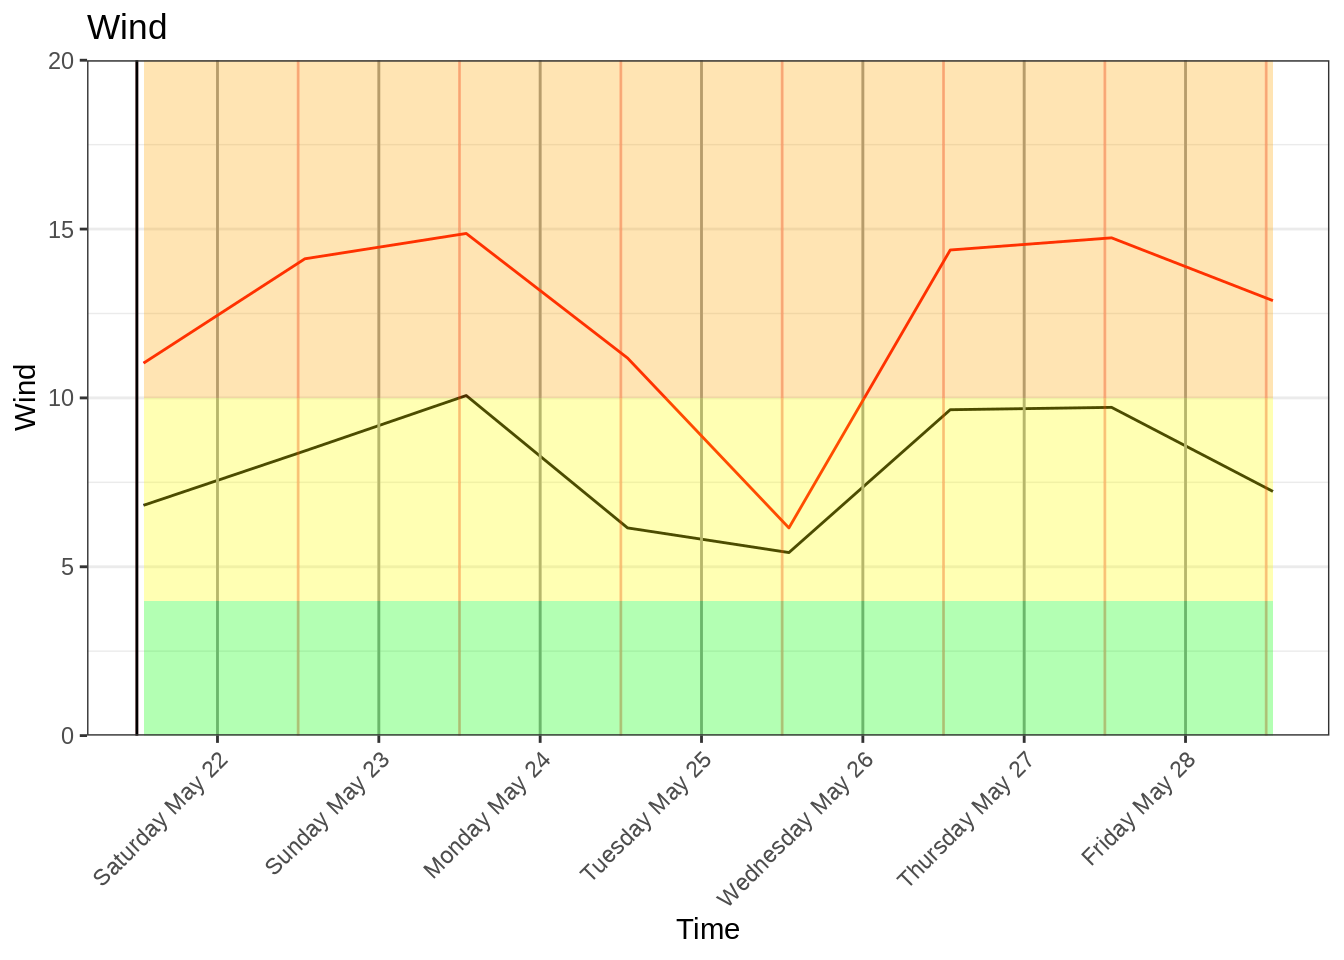 Wind
20
15
10
5
0
Wind
Saturday May 22
Sunday May 23
Monday May 24
Tuesday May 25
Wednesday May 26
Thursday May 27
Friday May 28
Time